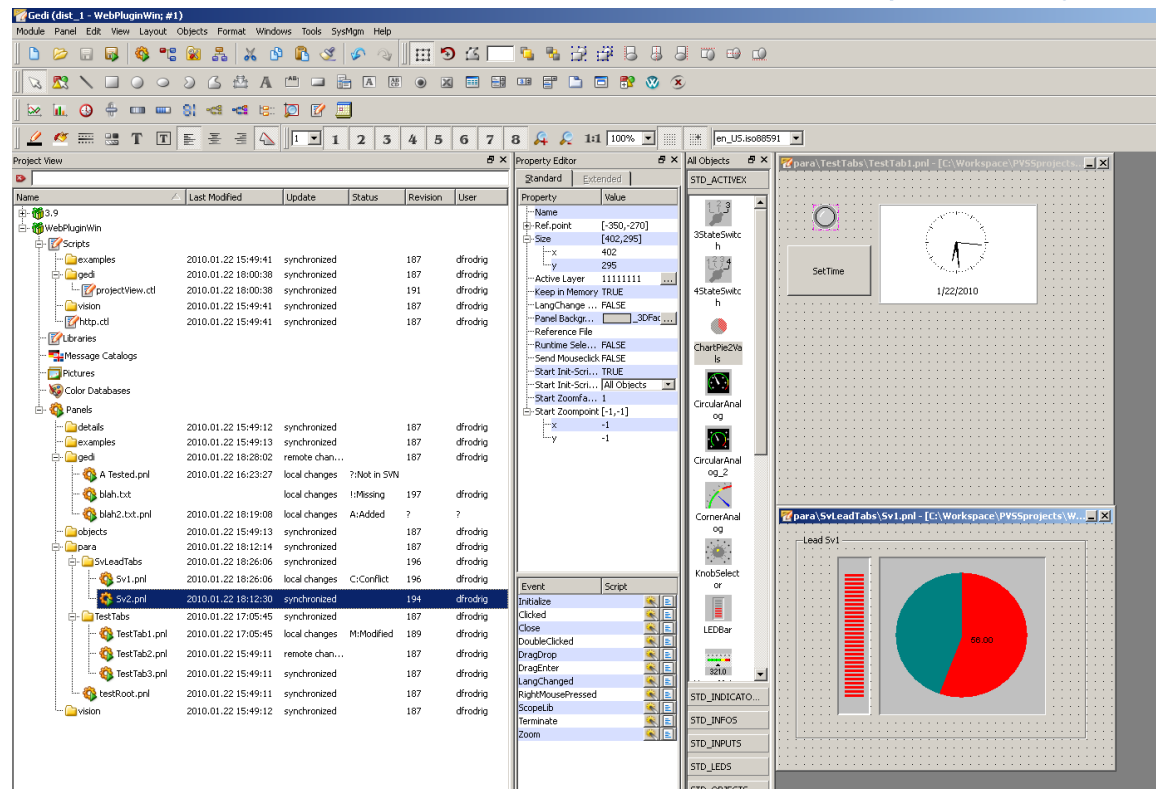 Gedi (dist_1 - WebPluginWin; #1)
Module Panel Edit View Layout Objects Format Windows Tools SysMgm Help
1 1 2 3 4 5 6 7 8 1:1 100% en_US.iso88591
Project View
Name Last Modified Update Status Revision User
3.9
WebPluginWin
Scripts
examples 2010.01.22 15:49:41 synchronized 187 dfrodrig
gedi 2010.01.22 18:00:38 synchronized 187 dfrodrig
projectView.ctl 2010.01.22 18:00:38 synchronized 191 dfrodrig
vision 2010.01.22 15:49:41 synchronized 187 dfrodrig
http.ctl 2010.01.22 15:49:41 synchronized 187 dfrodrig
Libraries
Message Catalogs
Pictures
Color Databases
Panels
details 2010.01.22 15:49:12 synchronized 187 dfrodrig
examples 2010.01.22 15:49:13 synchronized 187 dfrodrig
gedi 2010.01.22 18:28:02 remote chan... 187 dfrodrig
A Tested.pnl 2010.01.22 16:23:27 local changes ?:Not in SVN
blah.txt local changes !:Missing 197 dfrodrig
blah2.txt.pnl 2010.01.22 18:19:08 local changes A:Added ? ?
objects 2010.01.22 15:49:13 synchronized 187 dfrodrig
para 2010.01.22 18:12:14 synchronized 187 dfrodrig
SvLeadTabs 2010.01.22 18:26:06 synchronized 196 dfrodrig
Sv1.pnl 2010.01.22 18:26:06 local changes C:Conflict 196 dfrodrig
Sv2.pnl 2010.01.22 18:12:30 synchronized 194 dfrodrig
TestTabs 2010.01.22 17:05:45 synchronized 187 dfrodrig
TestTab1.pnl 2010.01.22 17:05:45 local changes M:Modified 189 dfrodrig
TestTab2.pnl 2010.01.22 15:49:11 remote chan... 187 dfrodrig
TestTab3.pnl 2010.01.22 15:49:11 synchronized 187 dfrodrig
testRoot.pnl 2010.01.22 15:49:11 synchronized 187 dfrodrig
vision 2010.01.22 15:49:12 synchronized 187 dfrodrig
Property Editor
Standard Extended
Property Value
Name
Ref.point [-350,-270]
Size [402,295]
x 402
y 295
Active Layer 11111111 ...
Keep in Memory TRUE
LangChange ... FALSE
Panel Backgr... _3DFac ...
Reference File
Runtime Sele... FALSE
Send Mouseclick FALSE
Start Init-Scri... TRUE
Start Init-Scri... All Objects
Start Zoomfa... 1
Start Zoompoint [-1,-1]
x -1
y -1
Event Script
Initialize
Clicked
Close
DoubleClicked
DragDrop
DragEnter
LangChanged
RightMousePressed
ScopeLib
Terminate
Zoom
All Objects
STD_ACTIVEX
3StateSwitc
h
4StateSwitc
h
ChartPie2Va
ls
CircularAnal
og
CircularAnal
og_2
CornerAnal
og
KnobSelect
or
LEDBar
321.0
STD_INDICATO...
STD_INFOS
STD_INPUTS
STD_LEDS
STD_OBJECTS
para\TestTabs\TestTab1.pnl - [C:\Workspace\PVSSprojects...
SetTime
1/22/2010
para\SvLeadTabs\Sv1.pnl - [C:\Workspace\PVSSprojects\W...
Lead Sv1
56.00